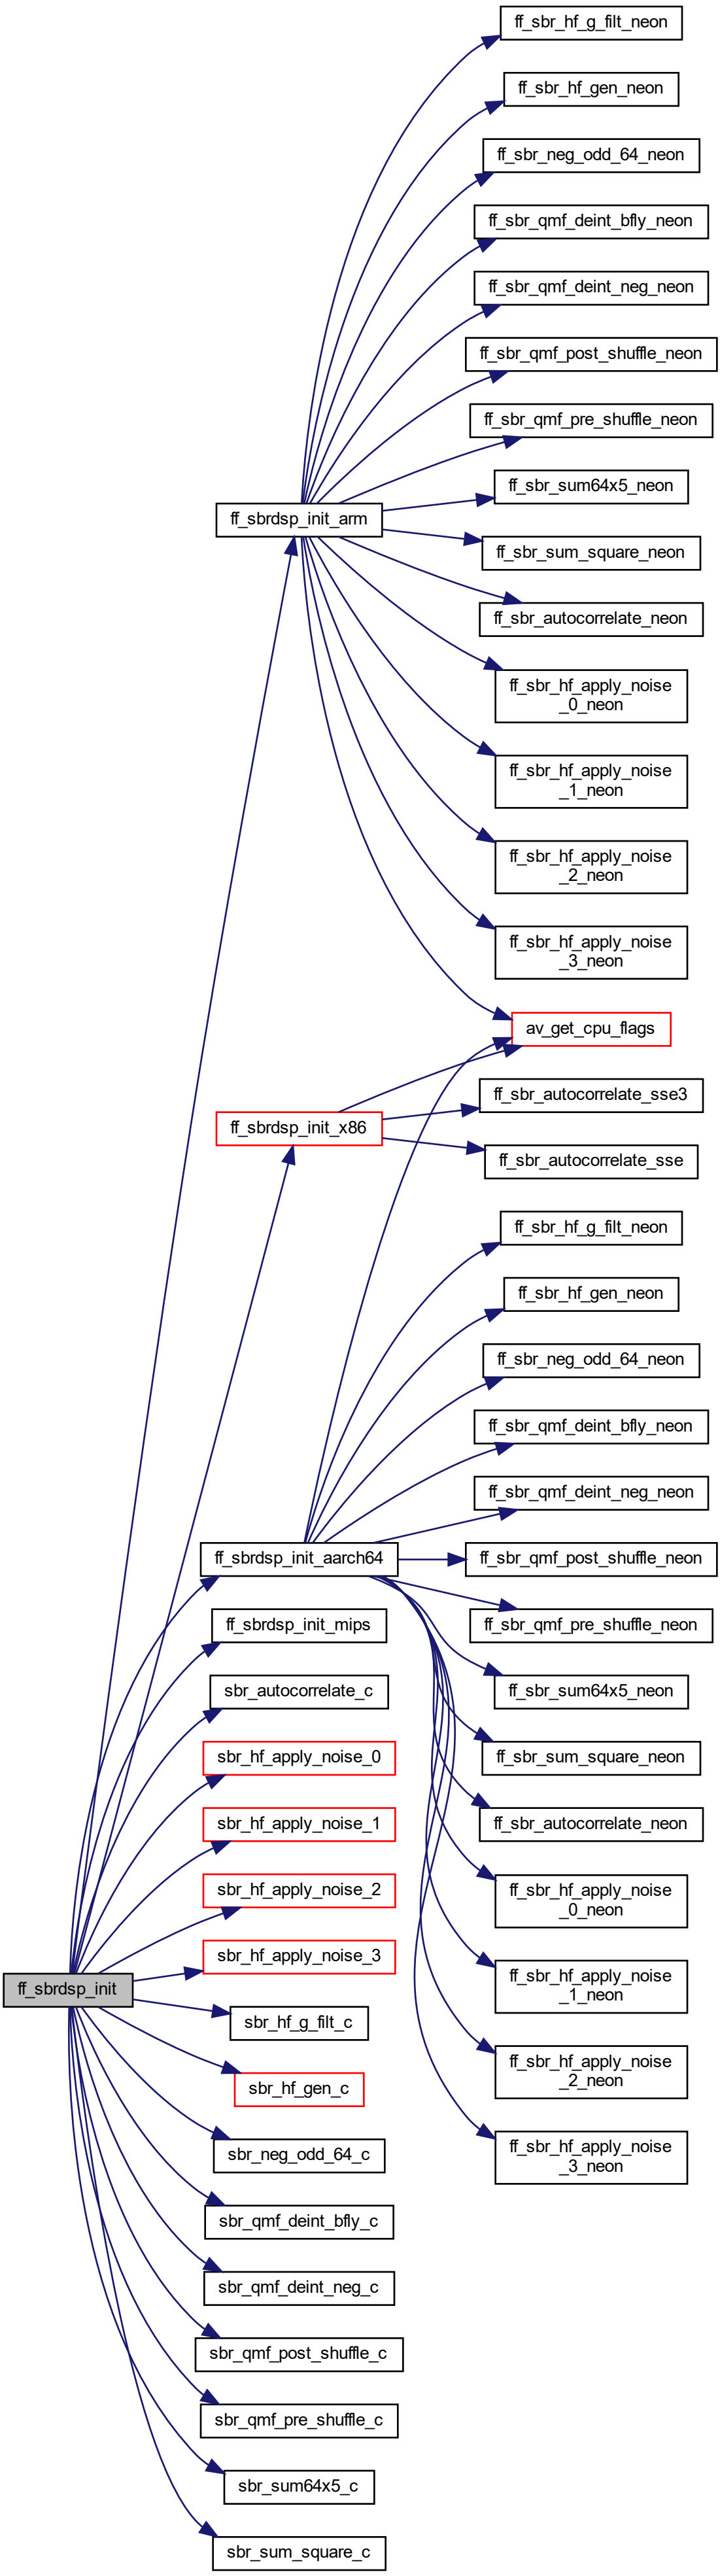 ff_sbr_hf_g_filt_neon
ff_sbr_hf_gen_neon
ff_sbr_neg_odd_64_neon
ff_sbr_qmf_deint_bfly_neon
ff_sbr_qmf_deint_neg_neon
ff_sbr_qmf_post_shuffle_neon
ff_sbr_qmf_pre_shuffle_neon
ff_sbr_sum64x5_neon
ff_sbrdsp_init_arm
ff_sbr_sum_square_neon
ff_sbr_autocorrelate_neon
ff_sbr_hf_apply_noise
_0_neon
ff_sbr_hf_apply_noise
_1_neon
ff_sbr_hf_apply_noise
_2_neon
ff_sbr_hf_apply_noise
_3_neon
av_get_cpu_flags
ff_sbr_autocorrelate_sse3
ff_sbrdsp_init_x86
ff_sbr_autocorrelate_sse
ff_sbr_hf_g_filt_neon
ff_sbr_hf_gen_neon
ff_sbr_neg_odd_64_neon
ff_sbr_qmf_deint_bfly_neon
ff_sbr_qmf_deint_neg_neon
ff_sbrdsp_init_aarch64
ff_sbr_qmf_post_shuffle_neon
ff_sbrdsp_init_mips
ff_sbr_qmf_pre_shuffle_neon
sbr_autocorrelate_c
ff_sbr_sum64x5_neon
sbr_hf_apply_noise_0
ff_sbr_sum_square_neon
sbr_hf_apply_noise_1
ff_sbr_autocorrelate_neon
sbr_hf_apply_noise_2
ff_sbr_hf_apply_noise
_0_neon
sbr_hf_apply_noise_3
ff_sbr_hf_apply_noise
_1_neon
ff_sbrdsp_init
sbr_hf_g_filt_c
ff_sbr_hf_apply_noise
_2_neon
sbr_hf_gen_c
ff_sbr_hf_apply_noise
_3_neon
sbr_neg_odd_64_c
sbr_qmf_deint_bfly_c
sbr_qmf_deint_neg_c
sbr_qmf_post_shuffle_c
sbr_qmf_pre_shuffle_c
sbr_sum64x5_c
sbr_sum_square_c